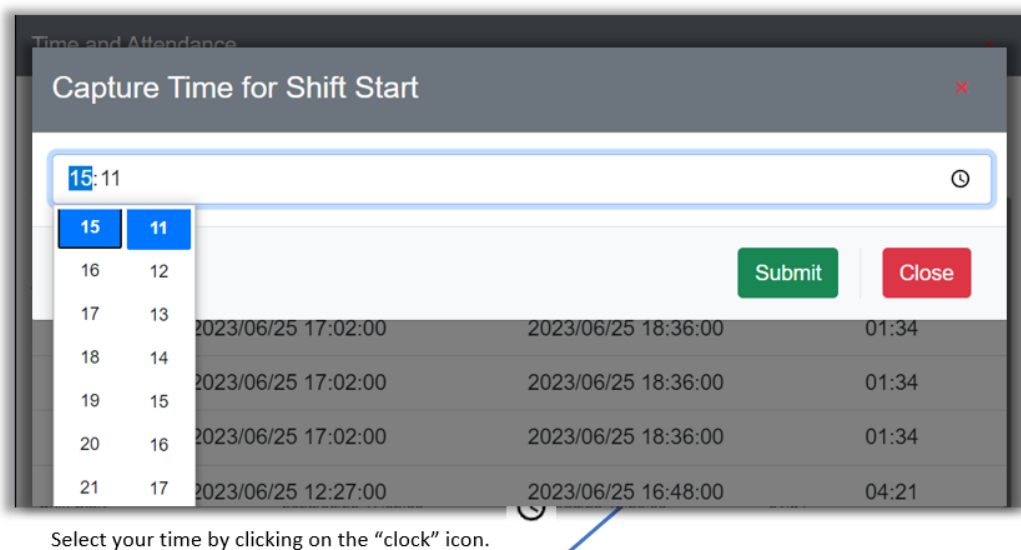 Time and Attendance
Capture Time for Shift Start ×
15:11
15 11
16 12
Submit Close
17 13
2023/06/25 17:02:00 2023/06/25 18:36:00 01:34
18 14
2023/06/25 17:02:00 2023/06/25 18:36:00 01:34
19 15
20 16 2023/06/25 17:02:00 2023/06/25 18:36:00 01:34
21 17 2023/06/25 12:27:00 2023/06/25 16:48:00 04:21
Select your time by clicking on the “clock” icon.